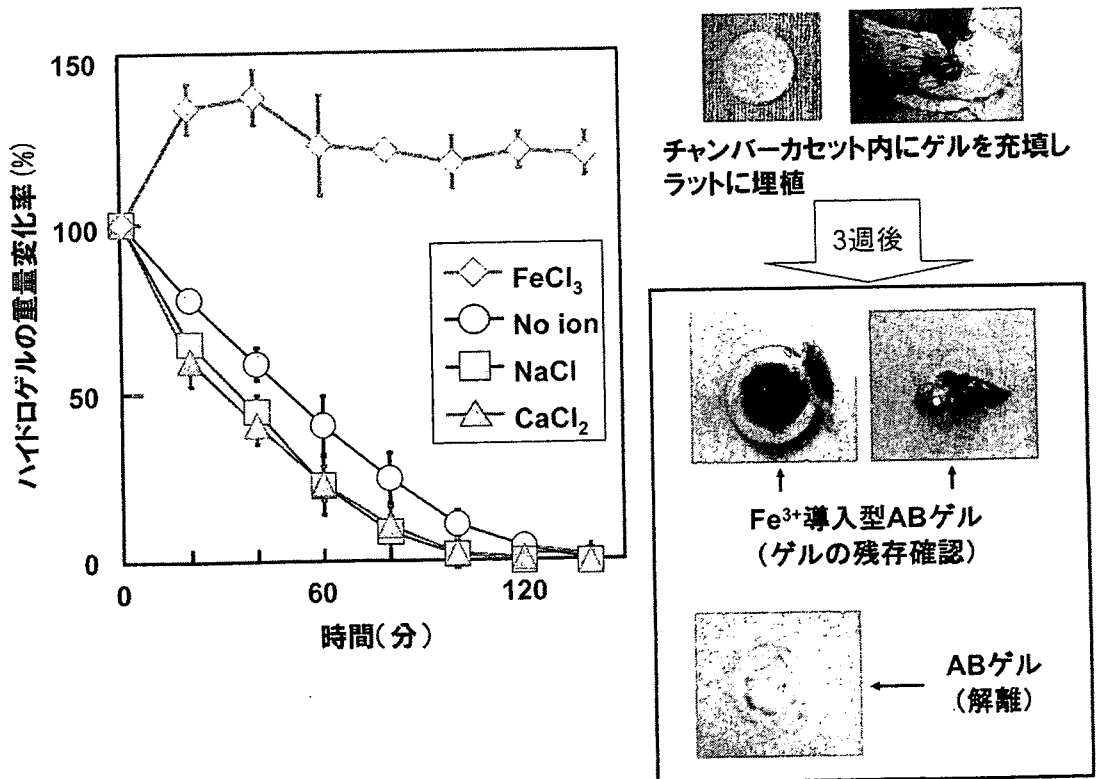 ハイドロゲルの重量変化率(%)
150
100
50
0
0
60
120
時間(分)
FeCl₃
No ion
NaCl
CaCl₂
チャンバーカセット内にゲルを充填し
ラットに埋植
3週後
Fe³⁺導入型ABゲル
(ゲルの残存確認)
ABゲル
(解離)